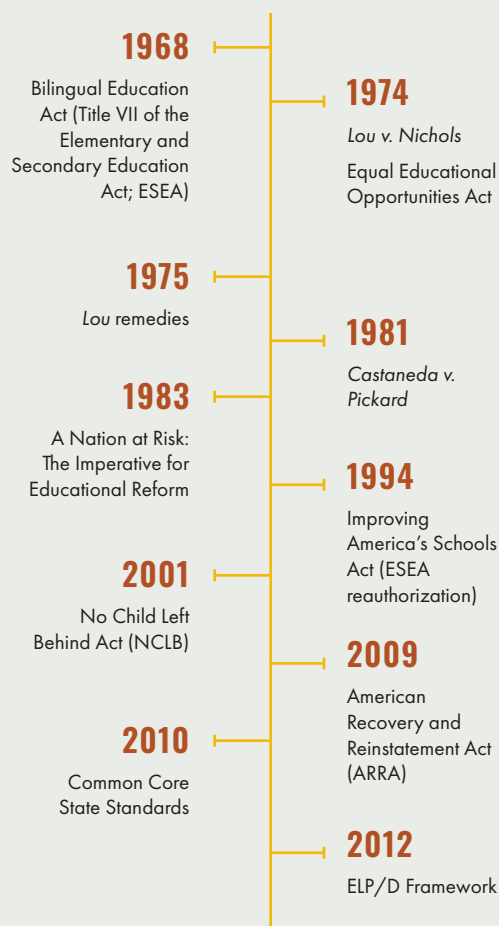 1968
Bilingual Education
Act (Title VII of the
Elementary and
Secondary Education
Act; ESEA)
1974
Lou v. Nichols
Equal Educational
Opportunities Act
1975
Lou remedies
1981
Castaneda v.
Pickard
1983
A Nation at Risk:
The Imperative for
Educational Reform
1994
Improving
America’s Schools
Act (ESEA
reauthorization)
2001
No Child Left
Behind Act (NCLB)
2009
American
Recovery and
Reinstatement Act
(ARRA)
2010
Common Core
State Standards
2012
ELP/D Framework